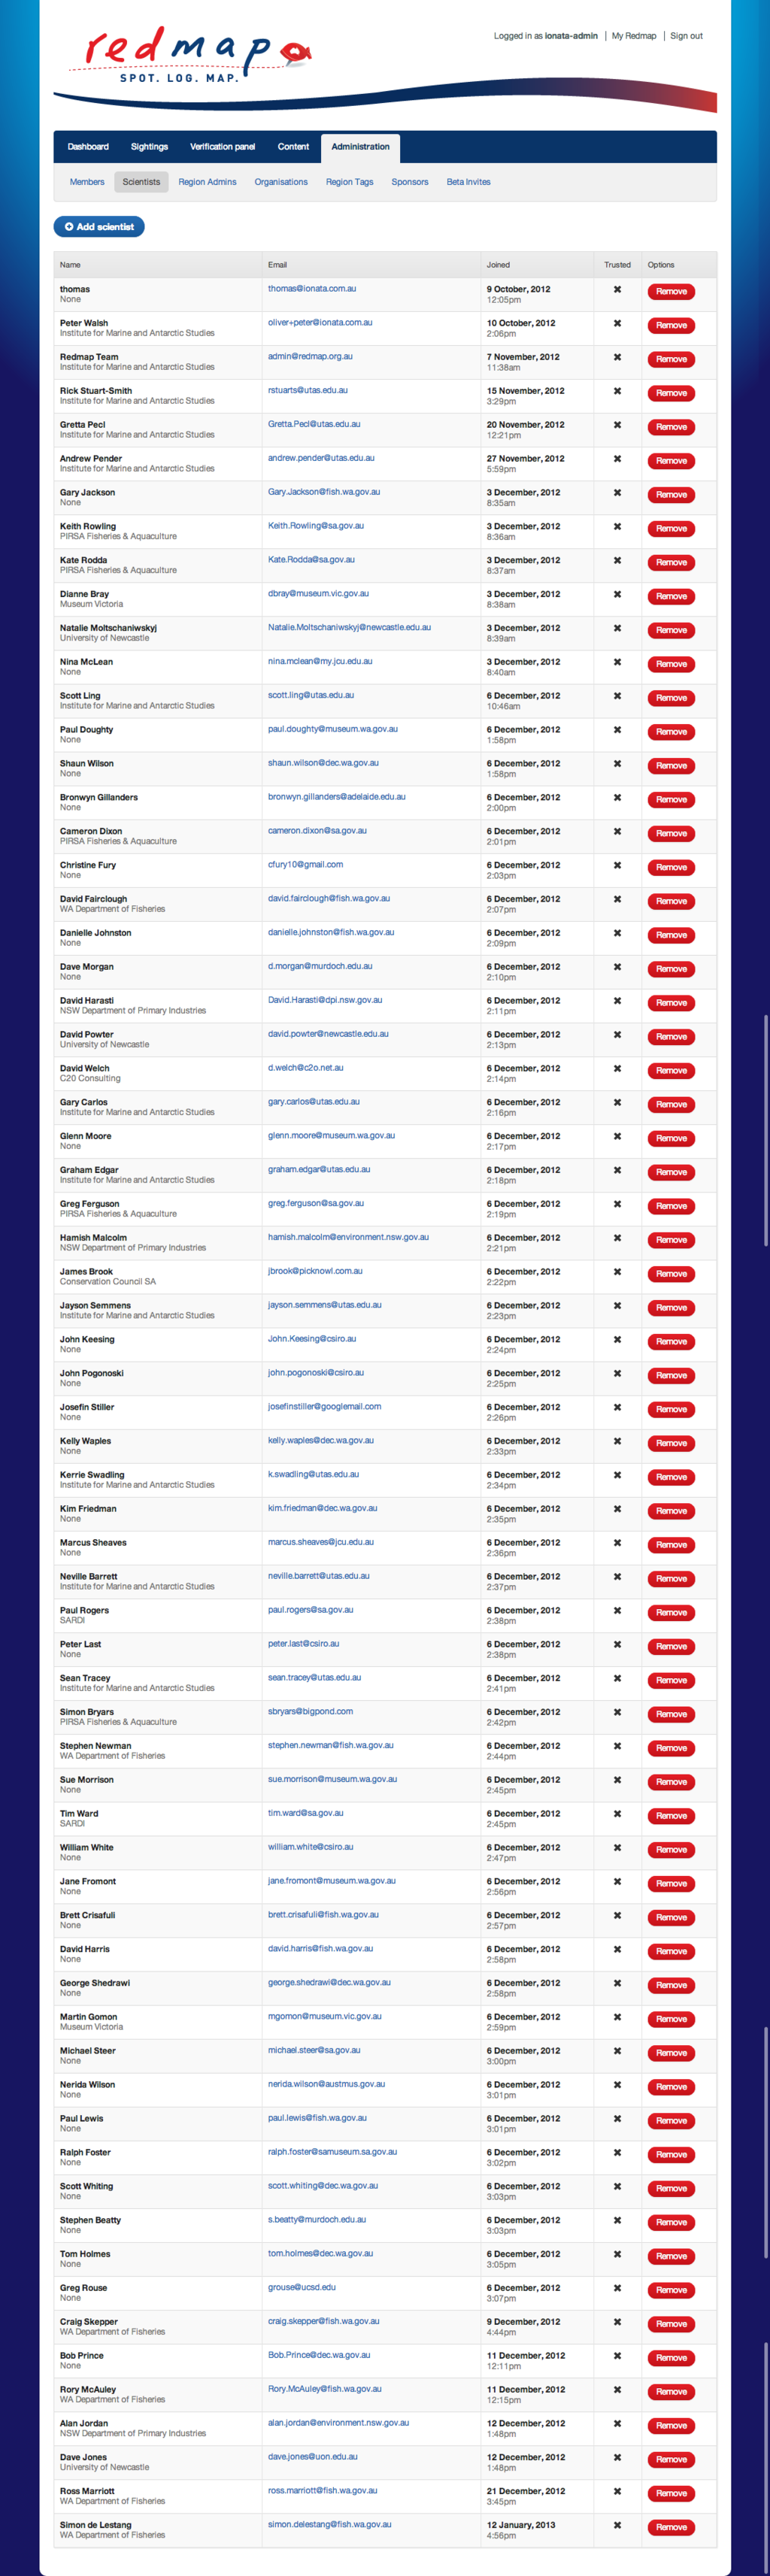 redmap
SPOT. LOG. MAP.
Logged in as ionata-admin | My Redmap | Sign out
Dashboard Sightings Verification panel Content Administration
Members Scientists Region Admins Organisations Region Tags Sponsors Beta Invites
Add scientist
Name Email Joined Trusted Options
thomas thomas@ionata.com.au 9 October, 2012 ✖ Remove
None 12:05pm
Peter Walsh oliver+peter@ionata.com.au 10 October, 2012 ✖ Remove
Institute for Marine and Antarctic Studies 2:06pm
Redmap Team admin@redmap.org.au 7 November, 2012 ✖ Remove
Institute for Marine and Antarctic Studies 11:38am
Rick Stuart-Smith rstuarts@utas.edu.au 15 November, 2012 ✖ Remove
Institute for Marine and Antarctic Studies 3:29pm
Gretta Pecl Gretta.Pecl@utas.edu.au 20 November, 2012 ✖ Remove
Institute for Marine and Antarctic Studies 12:21pm
Andrew Pender andrew.pender@utas.edu.au 27 November, 2012 ✖ Remove
Institute for Marine and Antarctic Studies 5:59pm
Gary Jackson Gary.Jackson@fish.wa.gov.au 3 December, 2012 ✖ Remove
None 8:35am
Keith Rowling Keith.Rowling@sa.gov.au 3 December, 2012 ✖ Remove
PIRSA Fisheries & Aquaculture 8:36am
Kate Rodda Kate.Rodda@sa.gov.au 3 December, 2012 ✖ Remove
PIRSA Fisheries & Aquaculture 8:37am
Dianne Bray dbray@museum.vic.gov.au 3 December, 2012 ✖ Remove
Museum Victoria 8:38am
Natalie Moltschaniwskyj Natalie.Moltschaniwskyj@newcastle.edu.au 3 December, 2012 ✖ Remove
University of Newcastle 8:39am
Nina McLean nina.mclean@my.jcu.edu.au 3 December, 2012 ✖ Remove
None 8:40am
Scott Ling scott.ling@utas.edu.au 6 December, 2012 ✖ Remove
Institute for Marine and Antarctic Studies 10:46am
Paul Doughty paul.doughty@museum.wa.gov.au 6 December, 2012 ✖ Remove
None 1:58pm
Shaun Wilson shaun.wilson@dec.wa.gov.au 6 December, 2012 ✖ Remove
None 1:58pm
Bronwyn Gillanders bronwyn.gillanders@adelaide.edu.au 6 December, 2012 ✖ Remove
None 2:00pm
Cameron Dixon cameron.dixon@sa.gov.au 6 December, 2012 ✖ Remove
PIRSA Fisheries & Aquaculture 2:01pm
Christine Fury cfury10@gmail.com 6 December, 2012 ✖ Remove
None 2:03pm
David Fairclough david.fairclough@fish.wa.gov.au 6 December, 2012 ✖ Remove
WA Department of Fisheries 2:07pm
Danielle Johnston danielle.johnston@fish.wa.gov.au 6 December, 2012 ✖ Remove
None 2:09pm
Dave Morgan d.morgan@murdoch.edu.au 6 December, 2012 ✖ Remove
None 2:10pm
David Harasti David.Harasti@dpi.nsw.gov.au 6 December, 2012 ✖ Remove
NSW Department of Primary Industries 2:11pm
David Powter david.powter@newcastle.edu.au 6 December, 2012 ✖ Remove
University of Newcastle 2:13pm
David Welch d.welch@c2o.net.au 6 December, 2012 ✖ Remove
C20 Consulting 2:14pm
Gary Carlos gary.carlos@utas.edu.au 6 December, 2012 ✖ Remove
Institute for Marine and Antarctic Studies 2:16pm
Glenn Moore glenn.moore@museum.wa.gov.au 6 December, 2012 ✖ Remove
None 2:17pm
Graham Edgar graham.edgar@utas.edu.au 6 December, 2012 ✖ Remove
Institute for Marine and Antarctic Studies 2:18pm
Greg Ferguson greg.ferguson@sa.gov.au 6 December, 2012 ✖ Remove
PIRSA Fisheries & Aquaculture 2:19pm
Hamish Malcolm hamish.malcolm@environment.nsw.gov.au 6 December, 2012 ✖ Remove
NSW Department of Primary Industries 2:21pm
James Brook jbrook@picknowl.com.au 6 December, 2012 ✖ Remove
Conservation Council SA 2:22pm
Jayson Semmens jayson.semmens@utas.edu.au 6 December, 2012 ✖ Remove
Institute for Marine and Antarctic Studies 2:23pm
John Keesing John.Keesing@csiro.au 6 December, 2012 ✖ Remove
None 2:24pm
John Pogonoski john.pogonoski@csiro.au 6 December, 2012 ✖ Remove
None 2:25pm
Josefin Stiller josefinstiller@googlemail.com 6 December, 2012 ✖ Remove
None 2:26pm
Kelly Waples kelly.waples@dec.wa.gov.au 6 December, 2012 ✖ Remove
None 2:33pm
Kerrie Swadling k.swadling@utas.edu.au 6 December, 2012 ✖ Remove
Institute for Marine and Antarctic Studies 2:34pm
Kim Friedman kim.friedman@dec.wa.gov.au 6 December, 2012 ✖ Remove
None 2:35pm
Marcus Sheaves marcus.sheaves@jcu.edu.au 6 December, 2012 ✖ Remove
None 2:36pm
Neville Barrett neville.barrett@utas.edu.au 6 December, 2012 ✖ Remove
Institute for Marine and Antarctic Studies 2:37pm
Paul Rogers paul.rogers@sa.gov.au 6 December, 2012 ✖ Remove
SARDI 2:38pm
Peter Last peter.last@csiro.au 6 December, 2012 ✖ Remove
None 2:38pm
Sean Tracey sean.tracey@utas.edu.au 6 December, 2012 ✖ Remove
Institute for Marine and Antarctic Studies 2:41pm
Simon Bryars sbryars@bigpond.com 6 December, 2012 ✖ Remove
PIRSA Fisheries & Aquaculture 2:42pm
Stephen Newman stephen.newman@fish.wa.gov.au 6 December, 2012 ✖ Remove
WA Department of Fisheries 2:44pm
Sue Morrison sue.morrison@museum.wa.gov.au 6 December, 2012 ✖ Remove
None 2:45pm
Tim Ward tim.ward@sa.gov.au 6 December, 2012 ✖ Remove
SARDI 2:45pm
William White william.white@csiro.au 6 December, 2012 ✖ Remove
None 2:47pm
Jane Fromont jane.fromont@museum.wa.gov.au 6 December, 2012 ✖ Remove
None 2:56pm
Brett Crisafuli brett.crisafuli@fish.wa.gov.au 6 December, 2012 ✖ Remove
None 2:57pm
David Harris david.harris@fish.wa.gov.au 6 December, 2012 ✖ Remove
None 2:58pm
George Shedrawi george.shedrawi@dec.wa.gov.au 6 December, 2012 ✖ Remove
None 2:58pm
Martin Gomon mgomon@museum.vic.gov.au 6 December, 2012 ✖ Remove
Museum Victoria 2:59pm
Michael Steer michael.steer@sa.gov.au 6 December, 2012 ✖ Remove
None 3:00pm
Nerida Wilson nerida.wilson@austmus.gov.au 6 December, 2012 ✖ Remove
None 3:01pm
Paul Lewis paul.lewis@fish.wa.gov.au 6 December, 2012 ✖ Remove
None 3:01pm
Ralph Foster ralph.foster@samuseum.sa.gov.au 6 December, 2012 ✖ Remove
None 3:02pm
Scott Whiting scott.whiting@dec.wa.gov.au 6 December, 2012 ✖ Remove
None 3:03pm
Stephen Beatty s.beatty@murdoch.edu.au 6 December, 2012 ✖ Remove
None 3:03pm
Tom Holmes tom.holmes@dec.wa.gov.au 6 December, 2012 ✖ Remove
None 3:05pm
Greg Rouse grouse@ucsd.edu 6 December, 2012 ✖ Remove
None 3:07pm
Craig Skepper craig.skepper@fish.wa.gov.au 9 December, 2012 ✖ Remove
WA Department of Fisheries 4:44pm
Bob Prince Bob.Prince@dec.wa.gov.au 11 December, 2012 ✖ Remove
None 12:11pm
Rory McAuley Rory.McAuley@fish.wa.gov.au 11 December, 2012 ✖ Remove
WA Department of Fisheries 12:15pm
Alan Jordan alan.jordan@environment.nsw.gov.au 12 December, 2012 ✖ Remove
NSW Department of Primary Industries 1:48pm
Dave Jones dave.jones@uon.edu.au 12 December, 2012 ✖ Remove
University of Newcastle 1:48pm
Ross Marriott ross.marriott@fish.wa.gov.au 21 December, 2012 ✖ Remove
WA Department of Fisheries 3:45pm
Simon de Lestang simon.delestang@fish.wa.gov.au 12 January, 2013 ✖ Remove
WA Department of Fisheries 4:56pm